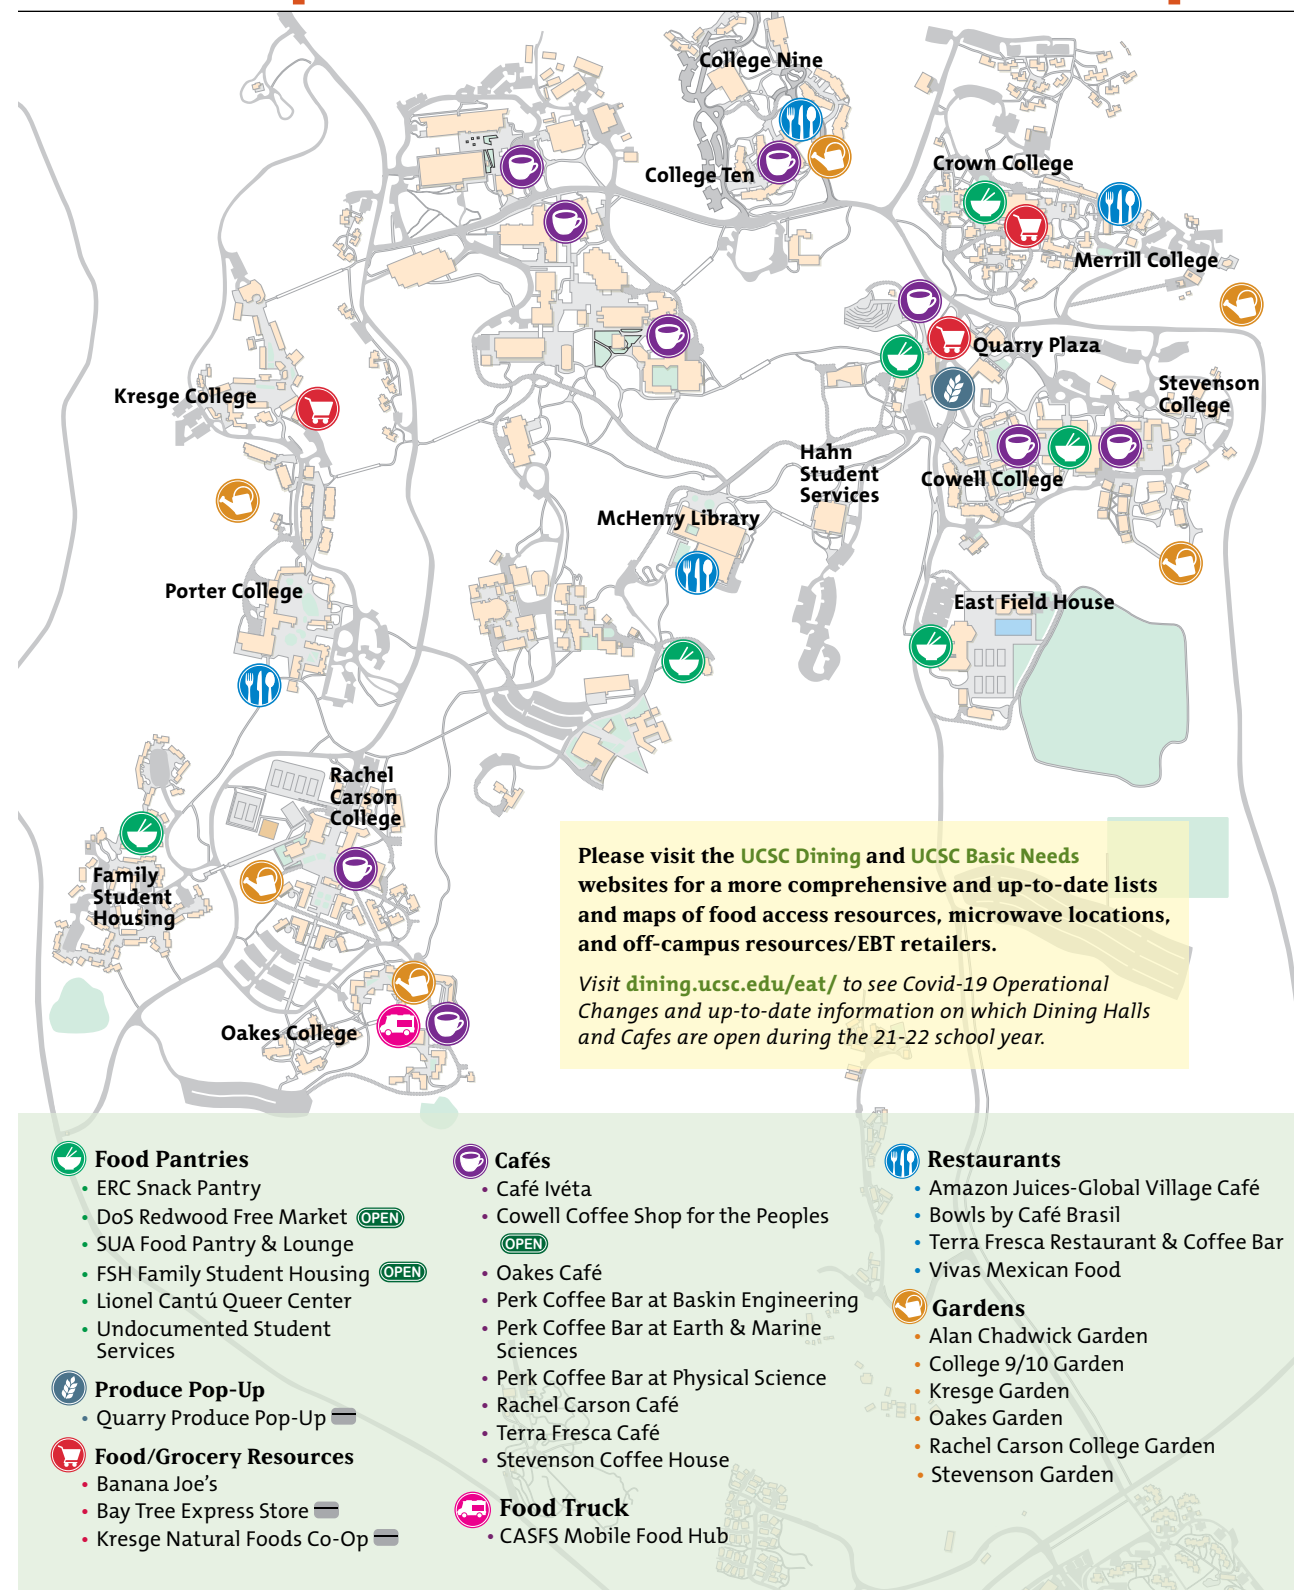 College Nine
College Ten
Crown College
Merrill College
Quarry Plaza
Kresge College
Stevenson
College
Hahn
Student
Services
Cowell College
McHenry Library
Porter College
East Field House
Rachel
Carson
College
Family
Student
Housing
Oakes College
Please visit the UCSC Dining and UCSC Basic Needs
websites for a more comprehensive and up-to-date lists
and maps of food access resources, microwave locations,
and off-campus resources/EBT retailers.
Visit dining.ucsc.edu/eat/ to see Covid-19 Operational
Changes and up-to-date information on which Dining Halls
and Cafes are open during the 21-22 school year.
Food Pantries
• ERC Snack Pantry
• DoS Redwood Free Market OPEN
• SUA Food Pantry & Lounge
• FSH Family Student Housing OPEN
• Lionel Cantú Queer Center
• Undocumented Student
Services
Produce Pop-Up
• Quarry Produce Pop-Up
Food/Grocery Resources
• Banana Joe's
• Bay Tree Express Store
• Kresge Natural Foods Co-Op
Cafés
• Café Ivéta
• Cowell Coffee Shop for the Peoples
OPEN
• Oakes Café
• Perk Coffee Bar at Baskin Engineering
• Perk Coffee Bar at Earth & Marine
Sciences
• Perk Coffee Bar at Physical Science
• Rachel Carson Café
• Terra Fresca Café
• Stevenson Coffee House
Food Truck
• CASFS Mobile Food Hub
Restaurants
• Amazon Juices-Global Village Café
• Bowls by Café Brasil
• Terra Fresca Restaurant & Coffee Bar
• Vivas Mexican Food
Gardens
• Alan Chadwick Garden
• College 9/10 Garden
• Kresge Garden
• Oakes Garden
• Rachel Carson College Garden
• Stevenson Garden